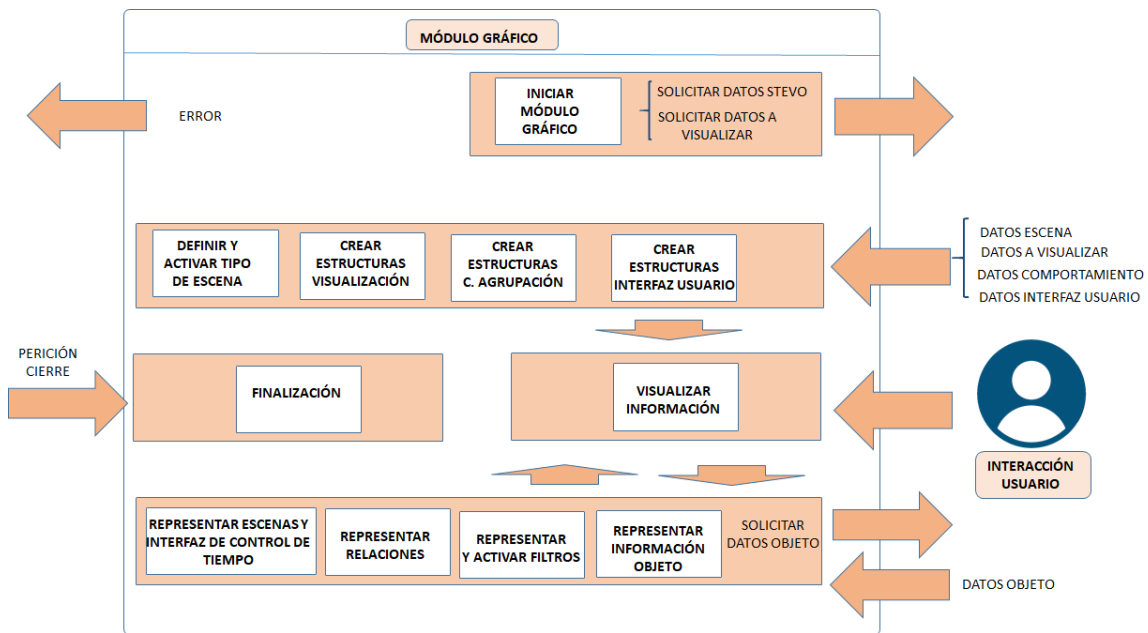 MÓDULO GRÁFICO
ERROR
INICIAR
MÓDULO
GRÁFICO
SOLICITAR DATOS STEVO
SOLICITAR DATOS A
VISUALIZAR
DEFINIR Y
ACTIVAR TIPO
DE ESCENA
CREAR
ESTRUCTURAS
VISUALIZACIÓN
CREAR
ESTRUCTURAS
C. AGRUPACIÓN
CREAR
ESTRUCTURAS
INTERFAZ USUARIO
DATOS ESCENA
DATOS A VISUALIZAR
DATOS COMPORTAMIENTO
DATOS INTERFAZ USUARIO
PERICIÓN
CIERRE
FINALIZACIÓN
VISUALIZAR
INFORMACIÓN
INTERACCIÓN
USUARIO
REPRESENTAR ESCENAS Y
INTERFAZ DE CONTROL DE
TIEMPO
REPRESENTAR
RELACIONES
REPRESENTAR
Y ACTIVAR FILTROS
REPRESENTAR
INFORMACIÓN
OBJETO
SOLICITAR
DATOS OBJETO
DATOS OBJETO